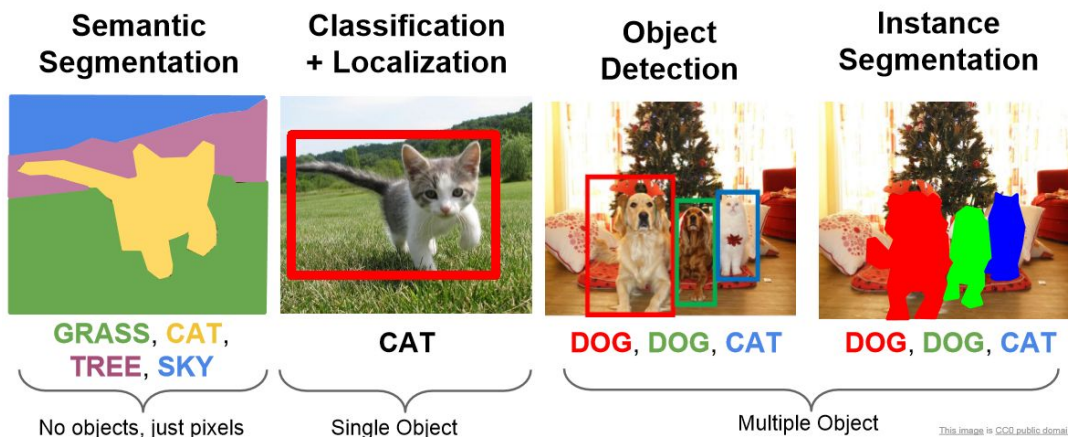 Semantic
Segmentation
Classification
+ Localization
Object
Detection
Instance
Segmentation
GRASS, CAT,
TREE, SKY
CAT
DOG, DOG, CAT
DOG, DOG, CAT
No objects, just pixels
Single Object
Multiple Object
This image is CC0 public domai